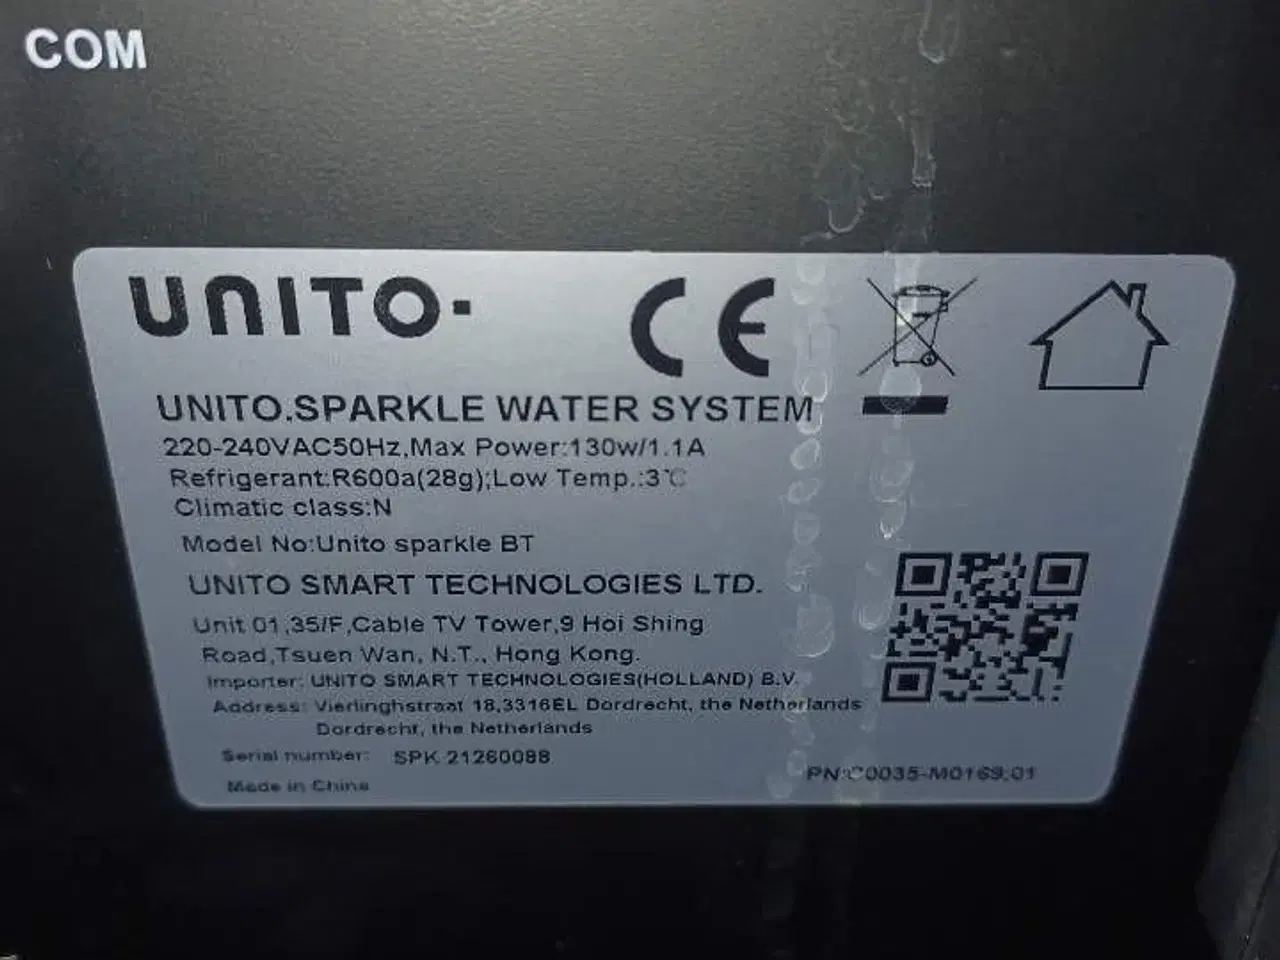 COM
UNITO.
CE
UNITO.SPARKLE WATER SYSTEM
220-240VAC50Hz,Max Power:130w/1.1A
Refrigerant:R600a(28g);Low Temp.:3℃
Climatic class:N
Model No:Unito sparkle BT
UNITO SMART TECHNOLOGIES LTD.
Unit 01,35/F,Cable TV Tower,9 Hoi Shing
Road,Tsuen Wan, N.T., Hong Kong.
Importer: UNITO SMART TECHNOLOGIES(HOLLAND) B.V.
Address: Vierlinghstraat 18,3316EL Dordrecht, the Netherlands
Dordrecht, the Netherlands
Serial number: SPK 21260088
Made in China
PN:C0035-M0169;01